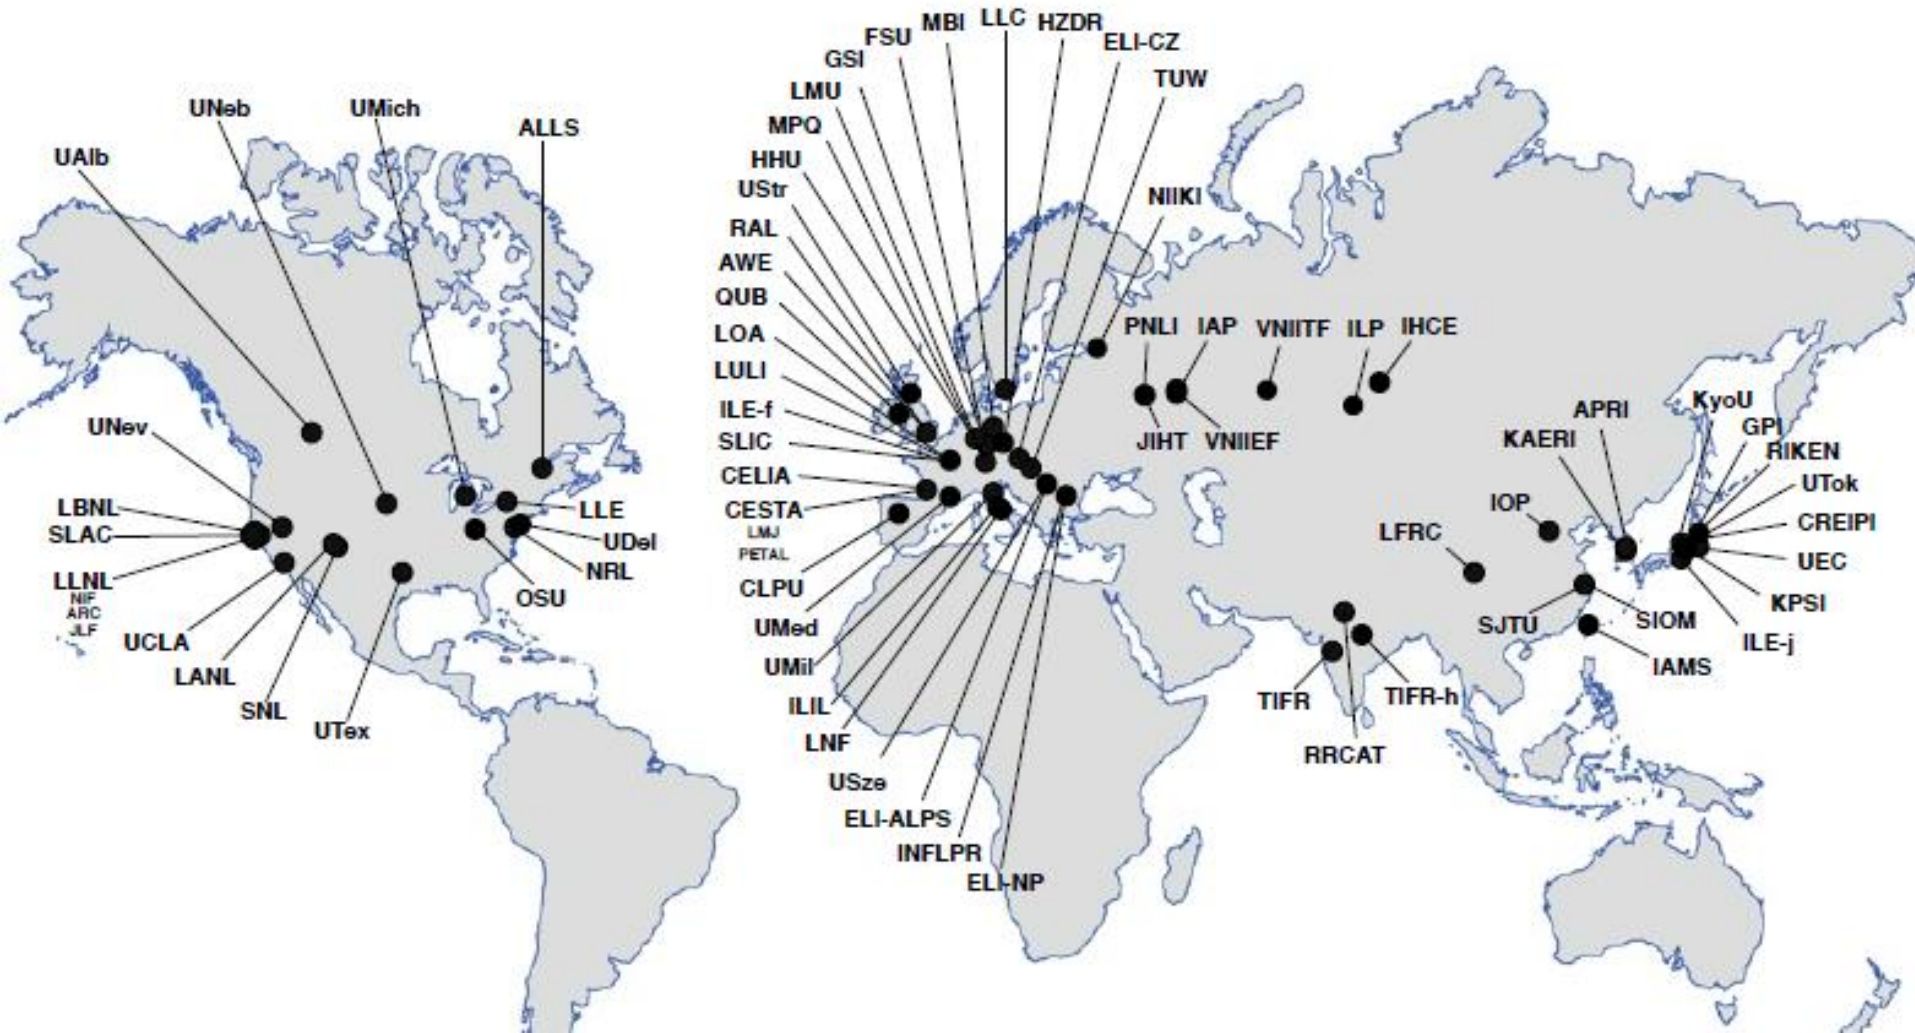 UNeb
UMich
ALLS
UAlb
UNev
LBNL
SLAC
LLNL
NIF
ARC
JLF
UCLA
LANL
SNL
UTex
OSU
NRL
UDel
LLE
MBI
LLC
HZDR
FSU
ELI-CZ
GSI
TUW
LMU
MPQ
HHU
UStr
NIIKI
RAL
AWE
QUB
LOA
LULI
ILE-f
SLIC
CELIA
CESTA
LMJ
PETAL
CLPU
UMed
UMil
ILIL
LNF
USze
ELI-ALPS
INFLPR
ELI-NP
PNLI
IAP
VNIITF
ILP
IHCE
JIHT
VNIIEF
KyoU
APRI
GPI
KAERI
RIKEN
UTok
IOP
CREIPI
LFRC
UEC
KPSI
SJTU
SIOM
ILE-j
IAMS
TIFR
TIFR-h
RRCAT